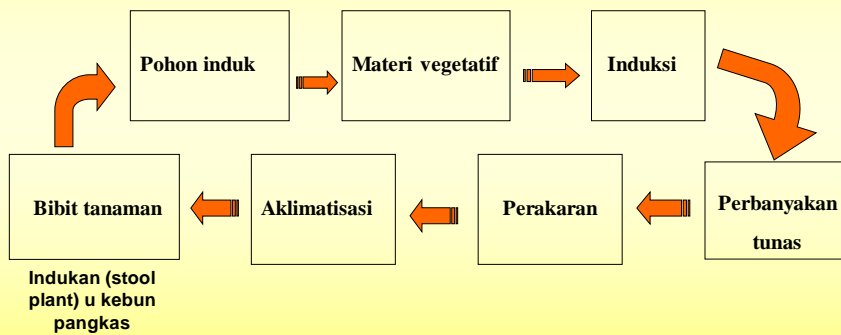 Pohon induk
Materi vegetatif
Induksi
Perbanyakan
tunas
Perakaran
Aklimatisasi
Bibit tanaman
Indukan (stool
plant) u kebun
pangkas